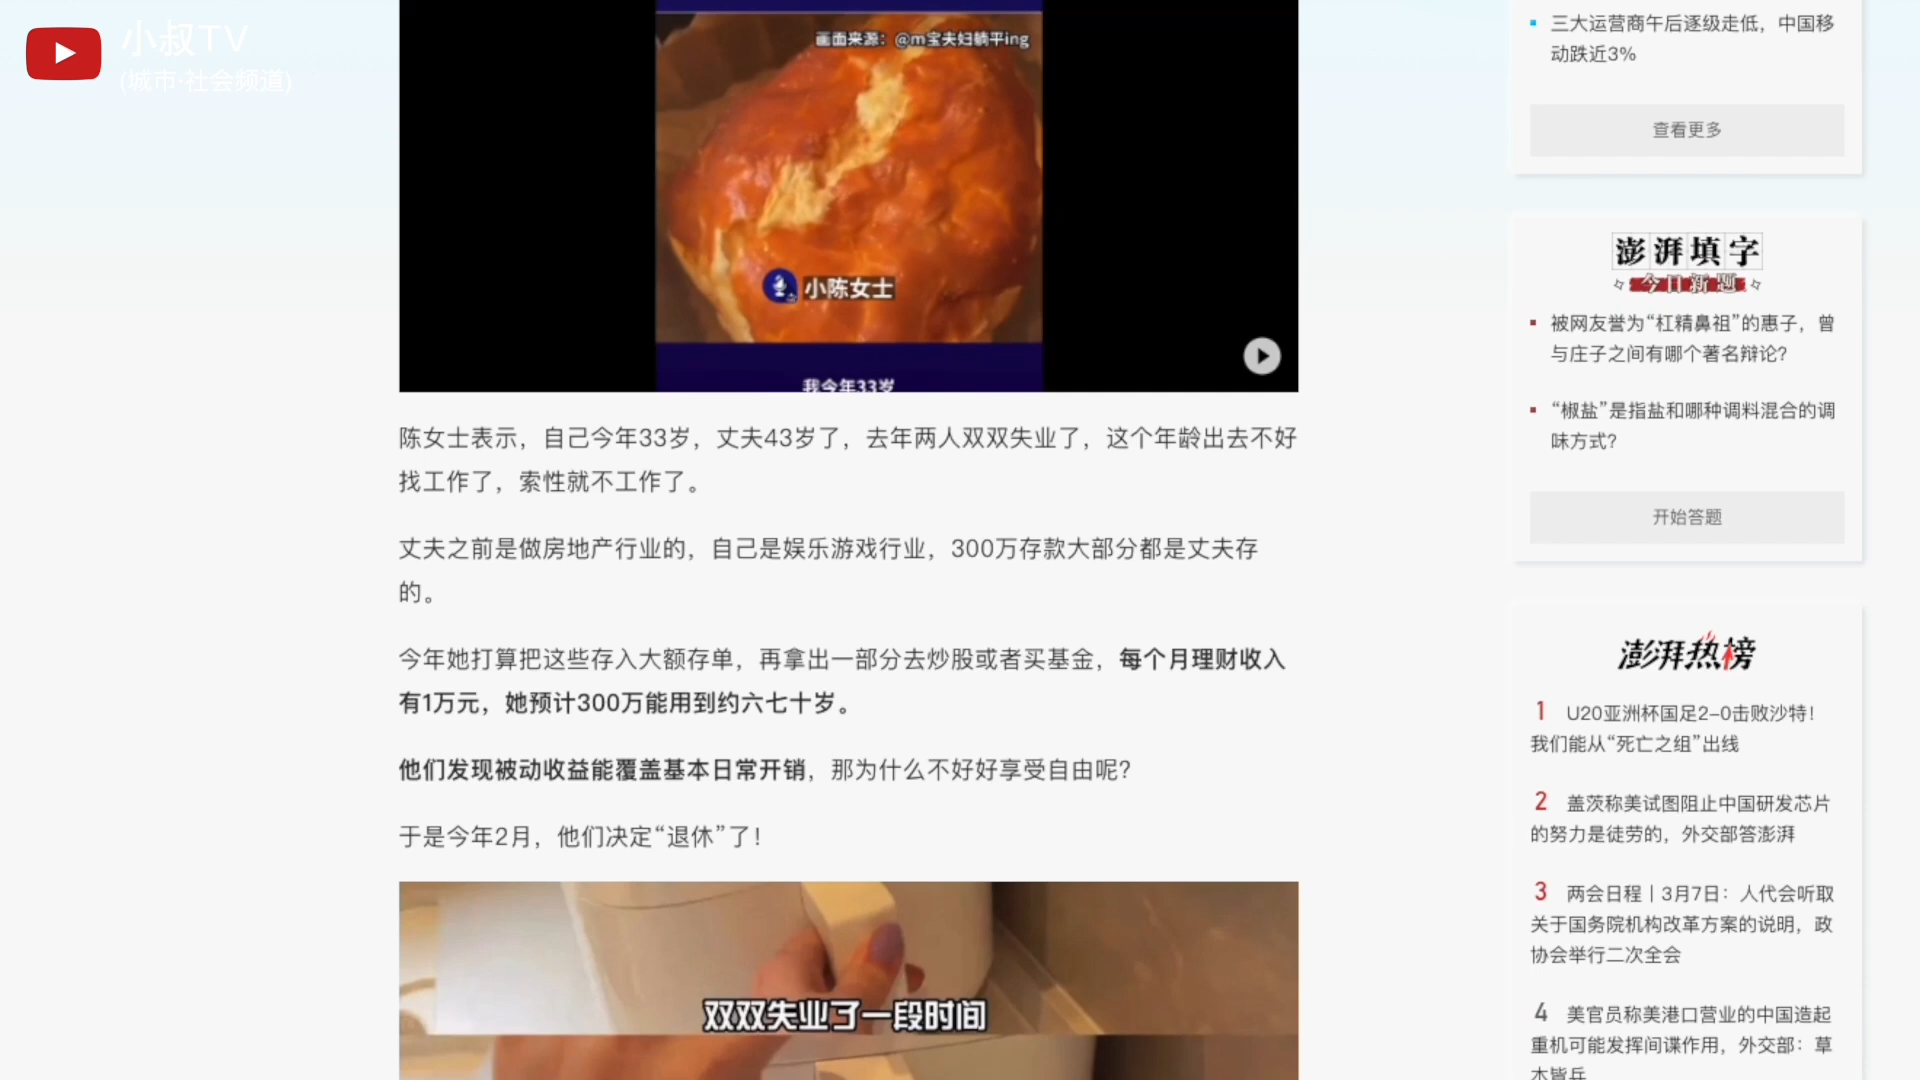 小叔TV
(城市·社会频道)
画面来源：@m宝夫妇躺平ing
小陈女士
我今年33岁
陈女士表示，自己今年33岁，丈夫43岁了，去年两人双双失业了，这个年龄出去不好
找工作了，索性就不工作了。
丈夫之前是做房地产行业的，自己是娱乐游戏行业，300万存款大部分都是丈夫存
的。
今年她打算把这些存入大额存单，再拿出一部分去炒股或者买基金，每个月理财收入
有1万元，她预计300万能用到约六七十岁。
他们发现被动收益能覆盖基本日常开销，那为什么不好好享受自由呢？
于是今年2月，他们决定“退休”了！
双双失业了一段时间
三大运营商午后逐级走低，中国移
动跌近3%
查看更多
澎湃填字
今日新题
被网友誉为“杠精鼻祖”的惠子，曾
与庄子之间有哪个著名辩论？
“椒盐”是指盐和哪种调料混合的调
味方式？
开始答题
澎湃热榜
1 U20亚洲杯国足2-0击败沙特！
我们能从“死亡之组”出线
2 盖茨称美试图阻止中国研发芯片
的努力是徒劳的，外交部答澎湃
3 两会日程丨3月7日：人代会听取
关于国务院机构改革方案的说明，政
协会举行二次全会
4 美官员称美港口营业的中国造起
重机可能发挥间谍作用，外交部：草
木皆兵